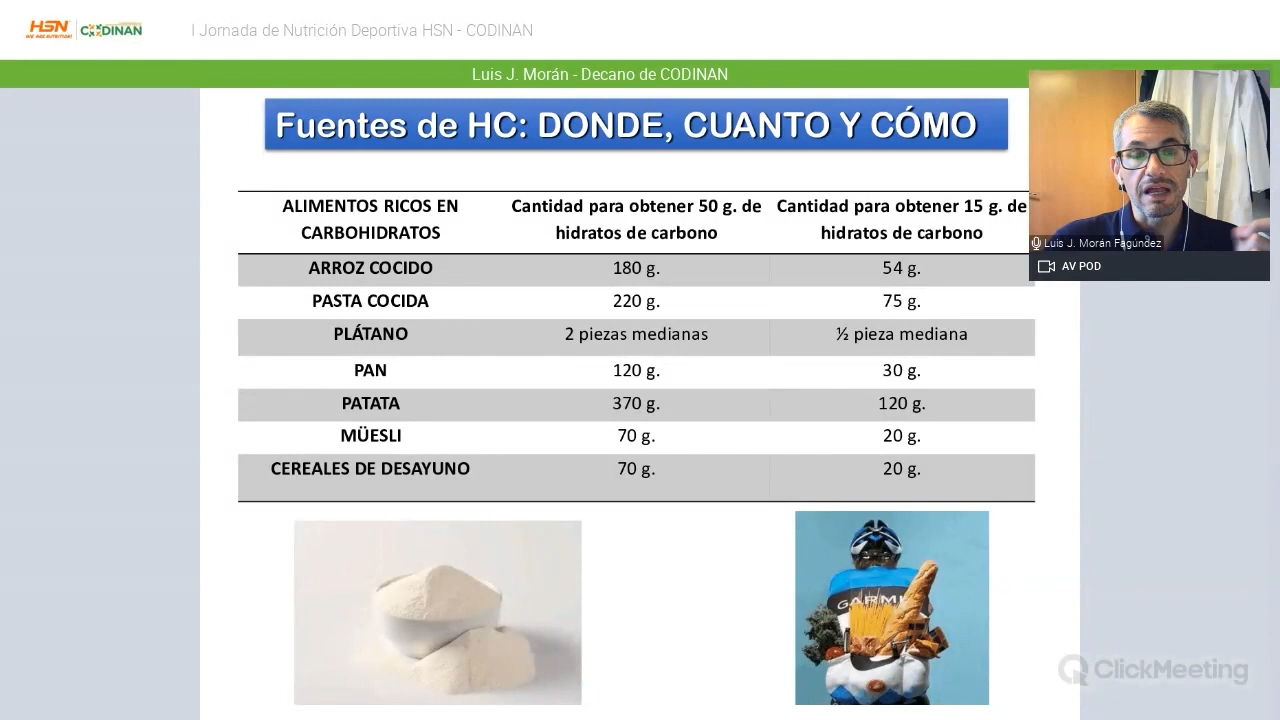 HSN
CODINAN
I Jornada de Nutrición Deportiva HSN - CODINAN
Luis J. Morán - Decano de CODINAN
Fuentes de HC: DONDE, CUANTO Y CÓMO
ALIMENTOS RICOS EN CARBOHIDRATOS
Cantidad para obtener 50 g. de hidratos de carbono
Cantidad para obtener 15 g. de hidratos de carbono
ARROZ COCIDO 180 g. 54 g.
PASTA COCIDA 220 g. 75 g.
PLÁTANO 2 piezas medianas ½ pieza mediana
PAN 120 g. 30 g.
PATATA 370 g. 120 g.
MÜESLI 70 g. 20 g.
CEREALES DE DESAYUNO 70 g. 20 g.
Luis J. Morán Fagúndez
AV POD
GARMI
ClickMeeting